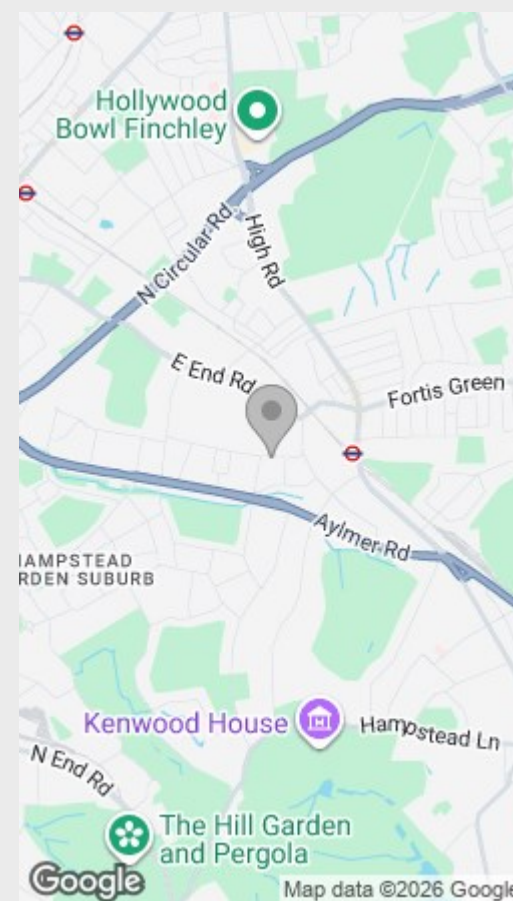 Hollywood
Bowl Finchley
N Circular Rd
High Rd
E End Rd
Fortis Green
Aylmer Rd
HAMPSTEAD
RDEN SUBURB
Kenwood House
Hampstead Ln
N End Rd
The Hill Garden
and Pergola
Google
Map data ©2026 Google